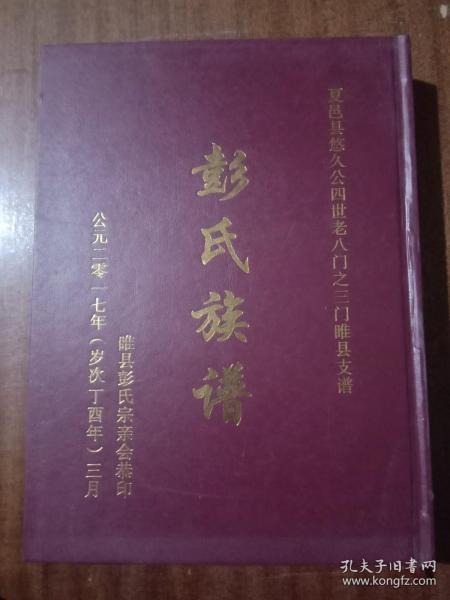 夏邑县悠久公四世老八门之三门睢县支谱
彭氏族谱
睢县彭氏宗亲会恭印
公元二零一七年(岁次丁酉年)三月
孔夫子旧书网
www.kongfz.com